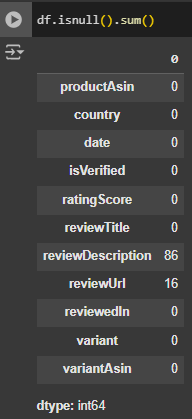 df.isnull().sum()
0
productAsin 0
country 0
date 0
isVerified 0
ratingScore 0
reviewTitle 0
reviewDescription 86
reviewUrl 16
reviewedIn 0
variant 0
variantAsin 0
dtype: int64